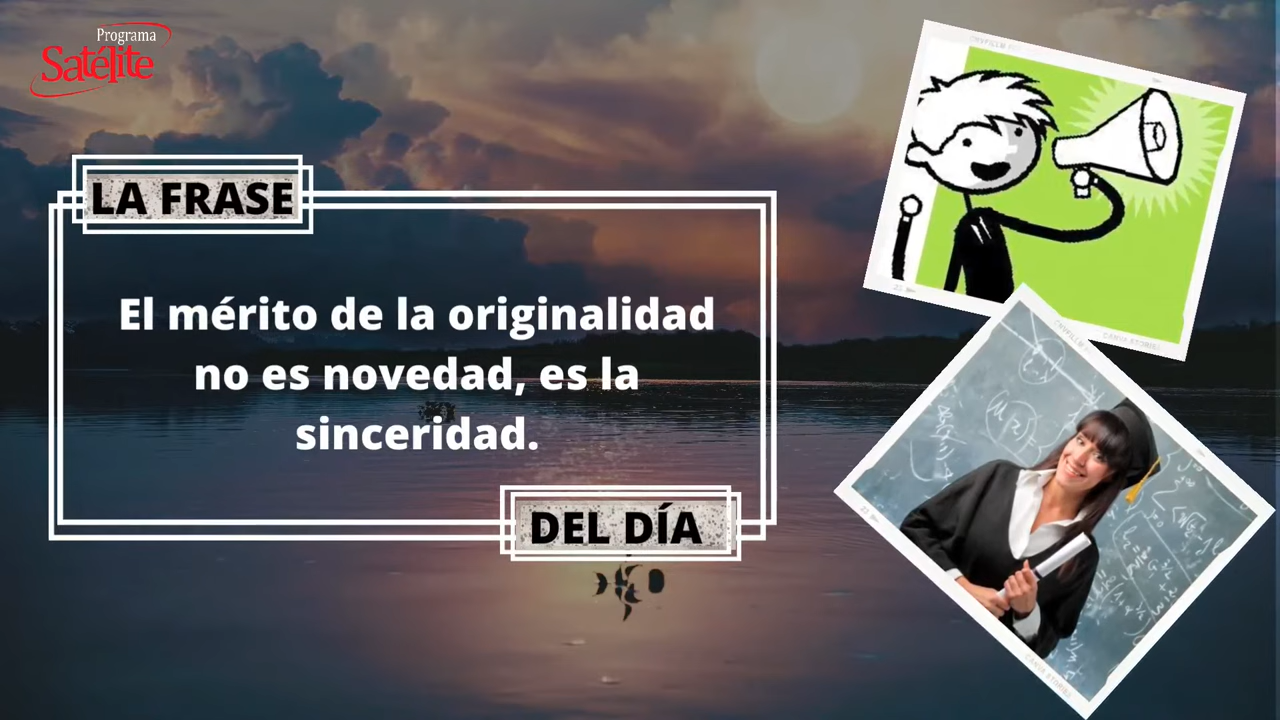 Programa
Satélite
LA FRASE
El mérito de la originalidad
no es novedad, es la
sinceridad.
DEL DÍA